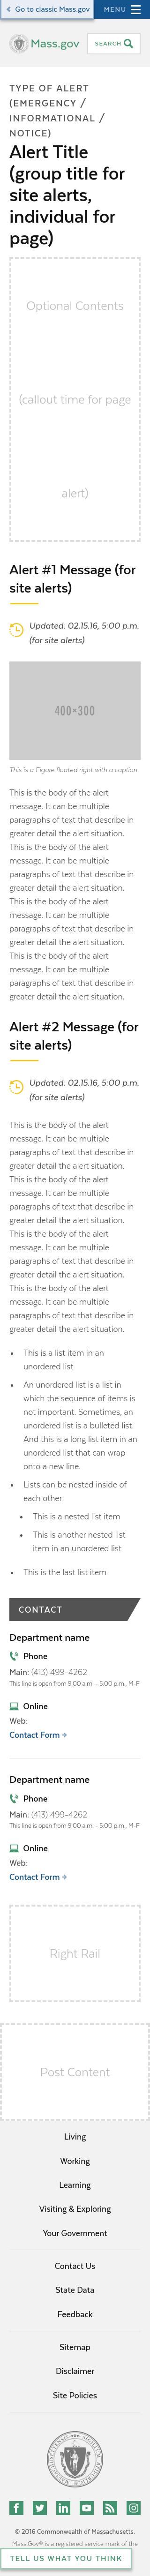 Go to classic Mass.gov
MENU
Mass.gov
SEARCH
TYPE OF ALERT
(EMERGENCY /
INFORMATIONAL /
NOTICE)
Alert Title
(group title for
site alerts,
individual for
page)
Optional Contents
(callout time for page
alert)
Alert #1 Message (for
site alerts)
Updated: 02.15.16, 5:00 p.m.
(for site alerts)
400×300
This is a Figure floated right with a caption
This is the body of the alert
message. It can be multiple
paragraphs of text that describe in
greater detail the alert situation.
This is the body of the alert
message. It can be multiple
paragraphs of text that describe in
greater detail the alert situation.
This is the body of the alert
message. It can be multiple
paragraphs of text that describe in
greater detail the alert situation.
This is the body of the alert
message. It can be multiple
paragraphs of text that describe in
greater detail the alert situation.
Alert #2 Message (for
site alerts)
Updated: 02.15.16, 5:00 p.m.
(for site alerts)
This is the body of the alert
message. It can be multiple
paragraphs of text that describe in
greater detail the alert situation.
This is the body of the alert
message. It can be multiple
paragraphs of text that describe in
greater detail the alert situation.
This is the body of the alert
message. It can be multiple
paragraphs of text that describe in
greater detail the alert situation.
This is the body of the alert
message. It can be multiple
paragraphs of text that describe in
greater detail the alert situation.
• This is a list item in an
unordered list
• An unordered list is a list in
which the sequence of items is
not important. Sometimes, an
unordered list is a bulleted list.
And this is a long list item in an
unordered list that can wrap
onto a new line.
• Lists can be nested inside of
each other
• This is a nested list item
• This is another nested list
item in an unordered list
• This is the last list item
CONTACT
Department name
Phone
Main: (413) 499-4262
This line is open from 9:00 a.m. - 5:00 p.m., M-F
Online
Web:
Contact Form
Department name
Phone
Main: (413) 499-4262
This line is open from 9:00 a.m. - 5:00 p.m., M-F
Online
Web:
Contact Form
Right Rail
Post Content
Living
Working
Learning
Visiting & Exploring
Your Government
Contact Us
State Data
Feedback
Sitemap
Disclaimer
Site Policies
© 2016 Commonwealth of Massachusetts.
Mass.Gov® is a registered service mark of the
TELL US WHAT YOU THINK